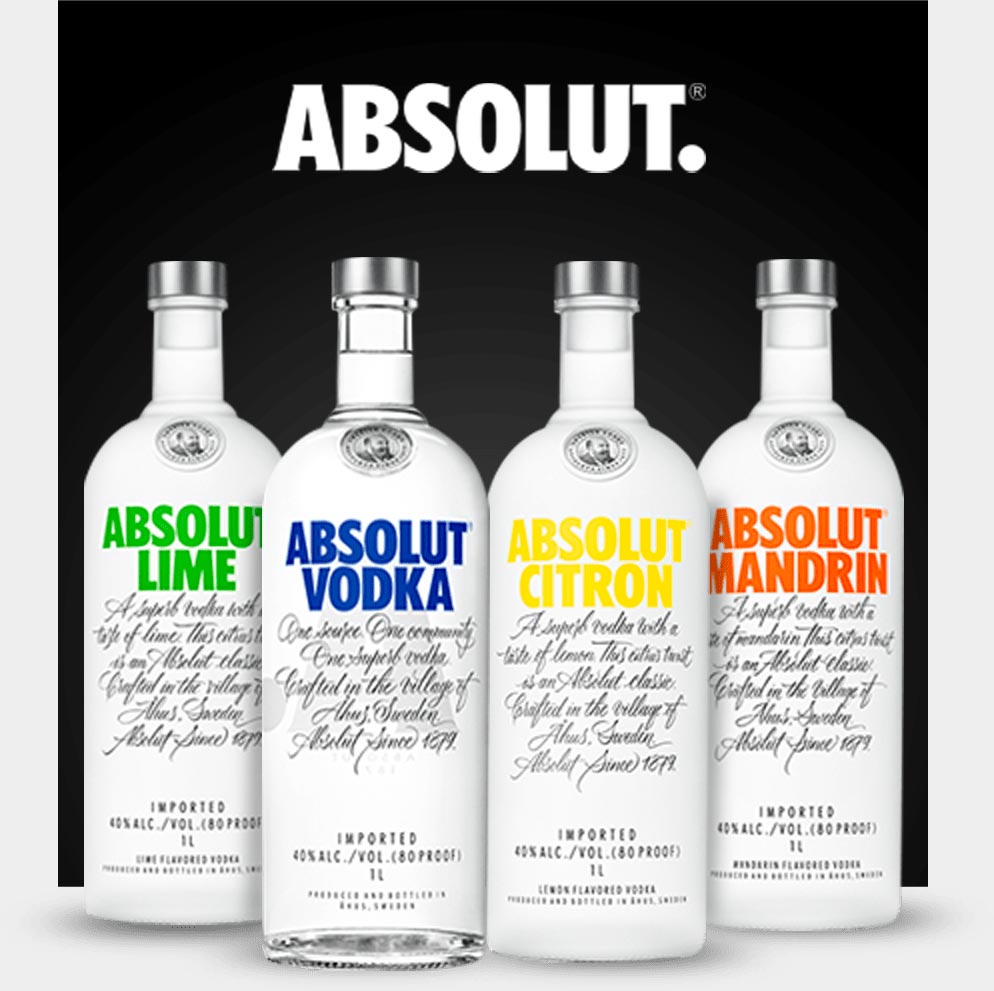 ABSOLUT.®
ABSOLUT
LIME
A superb vodka with
taste of lime. This citrus t
is an Absolut classic.
Crafted in the village of
Åhus, Sweden
Absolut Since 1879.
IMPORTED
40% ALC./VOL.(80 PROOF
1L
LIME FLAVORED VODKA
PRODUCED AND BOTTLED IN ÅHUS,
ABSOLUT
VODKA
One source. One community
One superb vodka.
Crafted in the village of
Åhus, Sweden
Absolut Since 1879.
IMPORTED
40% ALC./VOL.(80 PROOF)
1L
PRODUCED AND BOTTLED IN
ÅHUS, SWEDEN
ABSOLUT
CITRON
A superb vodka with a
taste of lemon. This citrus twist
is an Absolut classic.
Crafted in the village of
Åhus, Sweden
Absolut Since 1879.
IMPORTED
40% ALC./VOL.(80 PROOF)
1L
LEMON FLAVORED VODKA
PRODUCED AND BOTTLED IN ÅHUS, SWEDEN
ABSOLUT
MANDRIN
A superb vodka with a
of mandarin. This citrus twist
is an Absolut classic.
Crafted in the village of
Åhus, Sweden
Absolut Since 1879.
IMPORTED
40% ALC./VOL.(80 PROOF)
1L
MANDARIN FLAVORED VODKA
PRODUCED AND BOTTLED IN ÅHUS, SWEDEN